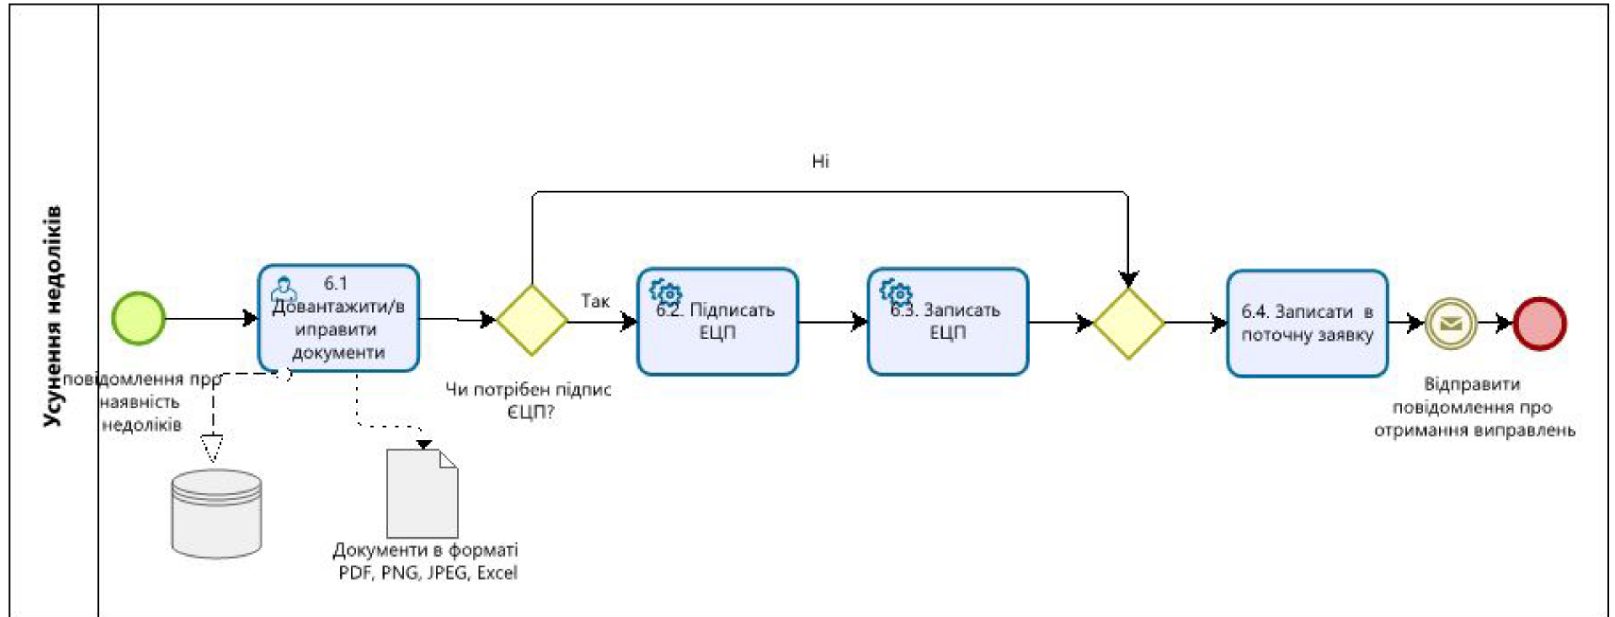 Усунення недоліків
Ні
6.1
Довантажити/в
иправити
документи
Так
6.2. Підписать
ЕЦП
6.3. Записать
ЕЦП
6.4. Записати в
поточну заявку
повідомлення про
наявність
недоліків
Чи потрібен підпис
ЄЦП?
Відправити
повідомлення про
отримання виправлень
Документи в форматі
PDF, PNG, JPEG, Excel